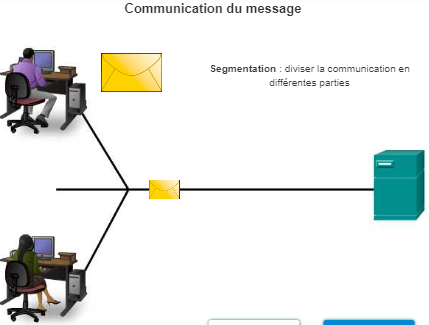 Communication du message
Segmentation : diviser la communication en
différentes parties